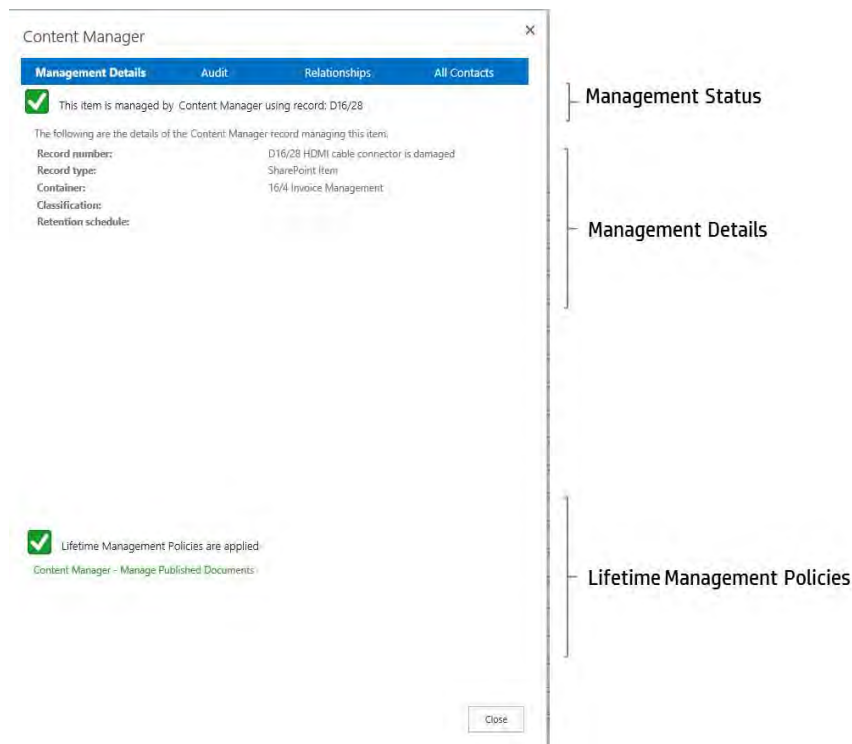 Content Manager
×
Management Details Audit Relationships All Contacts
This item is managed by Content Manager using record: D16/28
Management Status
The following are the details of the Content Manager record managing this item.
Record number: D16/28 HDMI cable connector is damaged
Record type: SharePoint Item
Container: 16/4 Invoice Management
Classification:
Retention schedule:
Management Details
Lifetime Management Policies are applied
Content Manager - Manage Published Documents
Lifetime Management Policies
Close